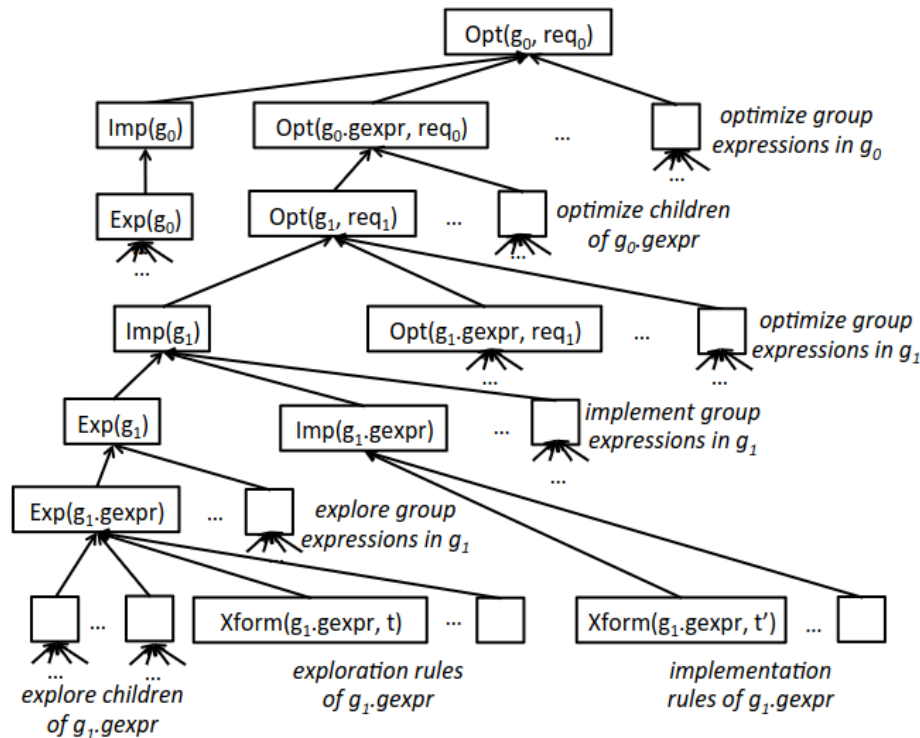 Opt(g0, req0)
Imp(g0)
Opt(g0.gexpr, req0)
...
optimize group
expressions in g0
...
Exp(g0)
Opt(g1, req1)
...
optimize children
of g0.gexpr
...
...
Imp(g1)
Opt(g1.gexpr, req1)
...
optimize group
expressions in g1
...
...
Exp(g1)
Imp(g1.gexpr)
...
implement group
expressions in g1
...
Exp(g1.gexpr)
...
explore group
expressions in g1
...
...
Xform(g1.gexpr, t)
...
Xform(g1.gexpr, t’)
...
...
...
explore children
of g1.gexpr
exploration rules
of g1.gexpr
implementation
rules of g1.gexpr